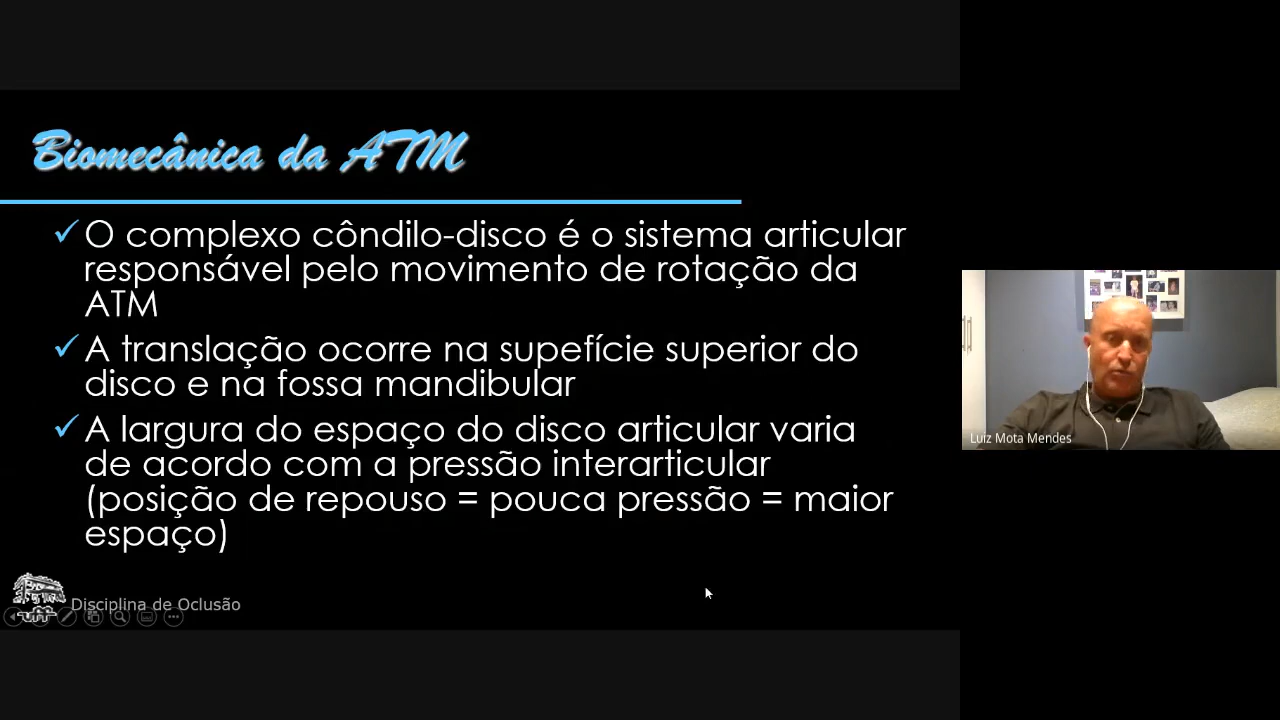 Biomecânica da ATM
O complexo côndilo-disco é o sistema articular
responsável pelo movimento de rotação da
ATM
A translação ocorre na supefície superior do
disco e na fossa mandibular
A largura do espaço do disco articular varia
de acordo com a pressão interarticular
(posição de repouso = pouca pressão = maior
espaço)
Luiz Mota Mendes
Disciplina de Oclusão
uff